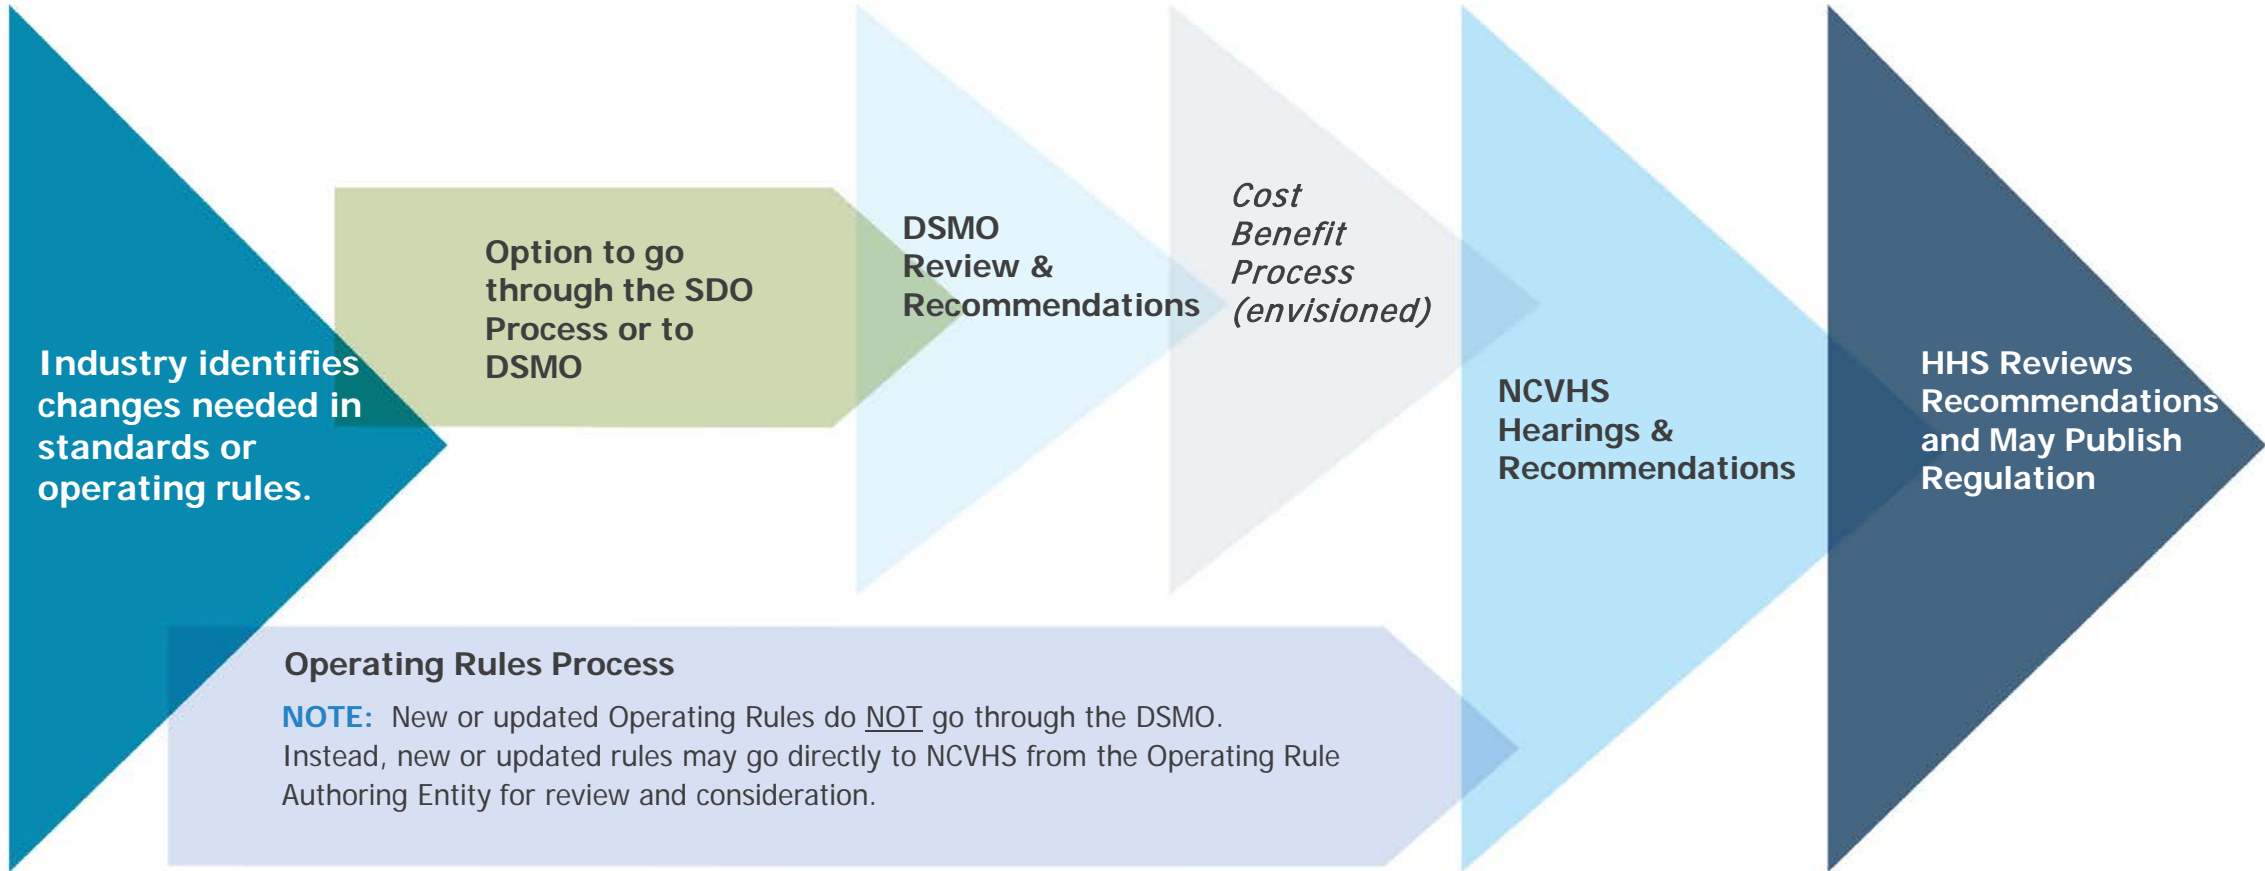 Industry identifies
changes needed in
standards or
operating rules.
Option to go
through the SDO
Process or to
DSMO
DSMO
Review &
Recommendations
Cost
Benefit
Process
(envisioned)
NCVHS
Hearings &
Recommendations
HHS Reviews
Recommendations
and May Publish
Regulation
Operating Rules Process
NOTE: New or updated Operating Rules do NOT go through the DSMO.
Instead, new or updated rules may go directly to NCVHS from the Operating Rule
Authoring Entity for review and consideration.